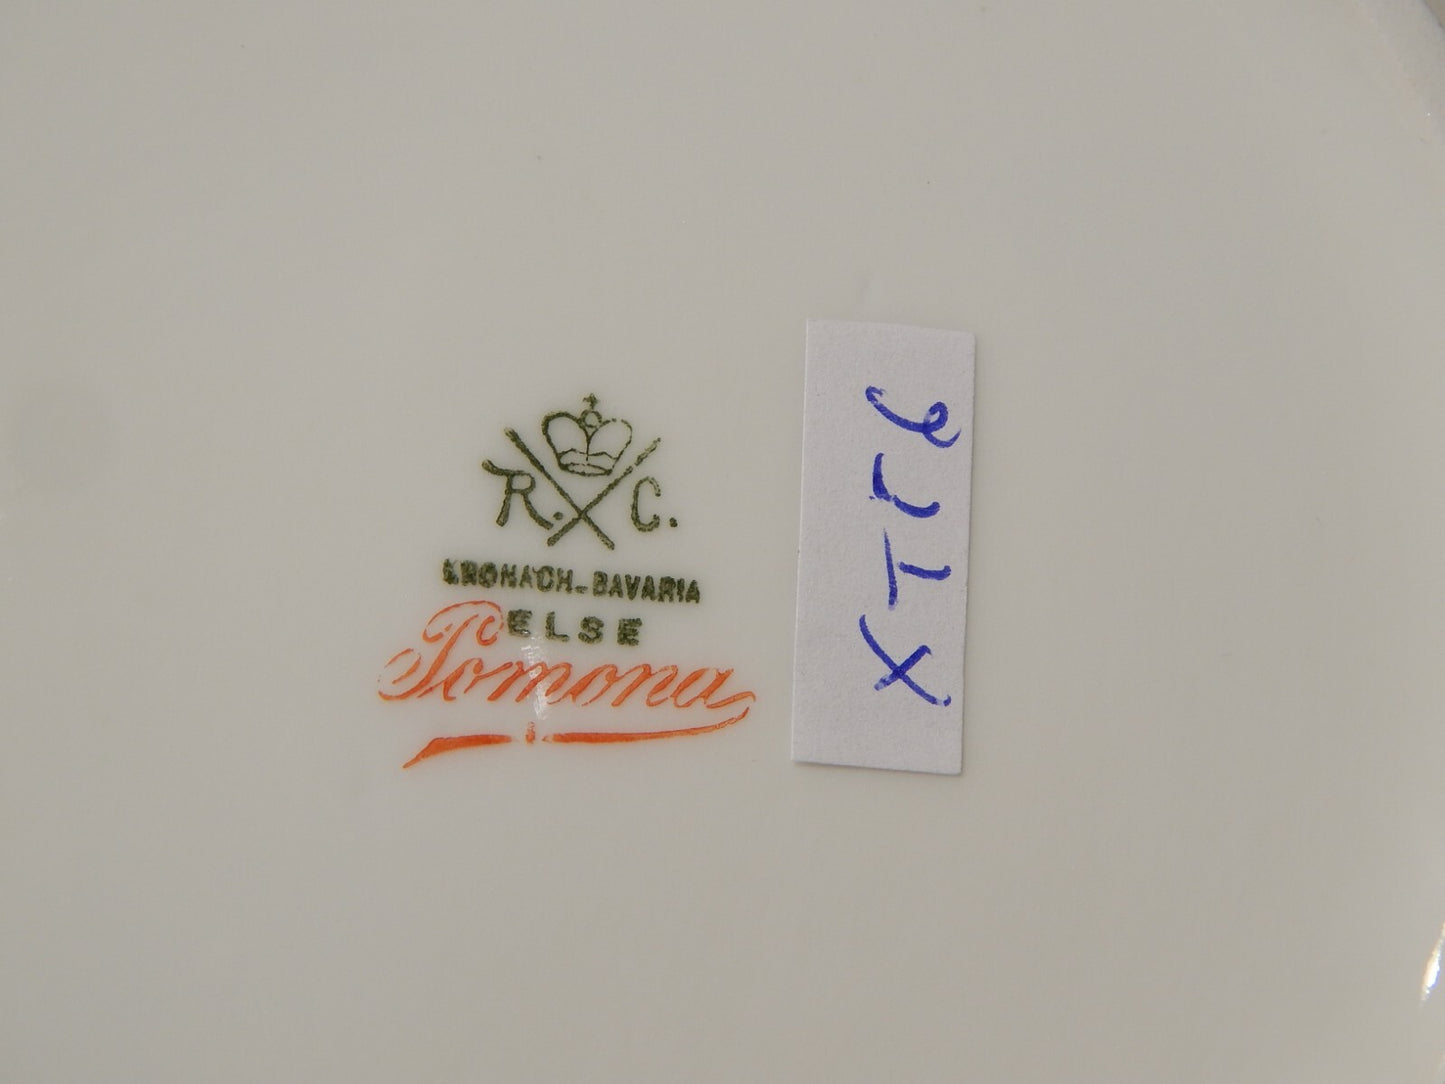 R. C.
KRONACH-BAVARIA
ELSE
Pomona